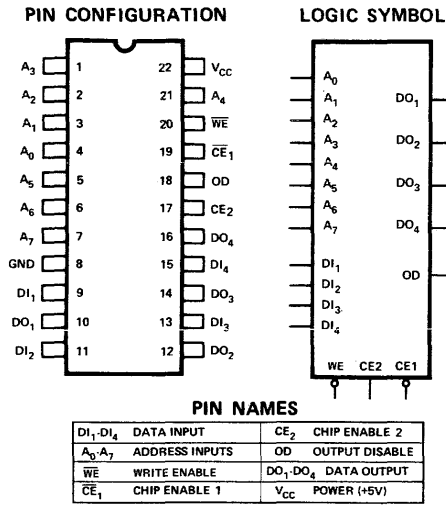 PIN CONFIGURATION
A3 1 22 VCC
A2 2 21 A4
A1 3 20 W̅E̅
A0 4 19 C̅E̅1
A5 5 18 OD
A6 6 17 CE2
A7 7 16 DO4
GND 8 15 DI4
DI1 9 14 DO3
DO1 10 13 DI3
DI2 11 12 DO2
LOGIC SYMBOL
A0
A1 DO1
A2
A3 DO2
A4
A5 DO3
A6
A7 DO4
DI1 OD
DI2
DI3
DI4
WE CE2 CE1
PIN NAMES
DI1-DI4 DATA INPUT CE2 CHIP ENABLE 2
A0-A7 ADDRESS INPUTS OD OUTPUT DISABLE
W̅E̅ WRITE ENABLE DO1-DO4 DATA OUTPUT
C̅E̅1 CHIP ENABLE 1 VCC POWER (+5V)